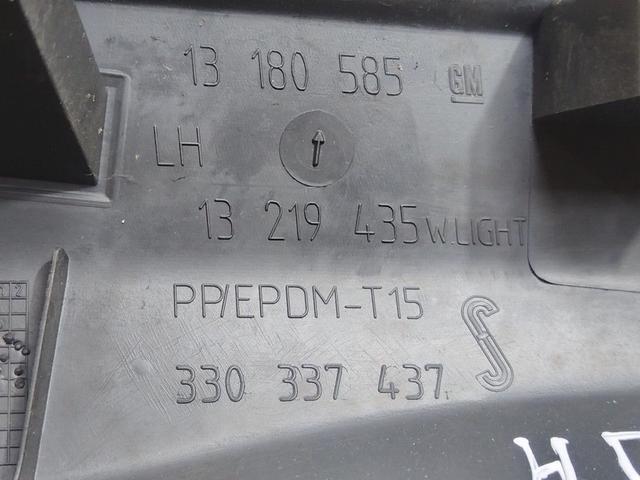 13 180 585 GM
LH
13 219 435 W.LIGHT
PP/EPDM-T15
330 337 437